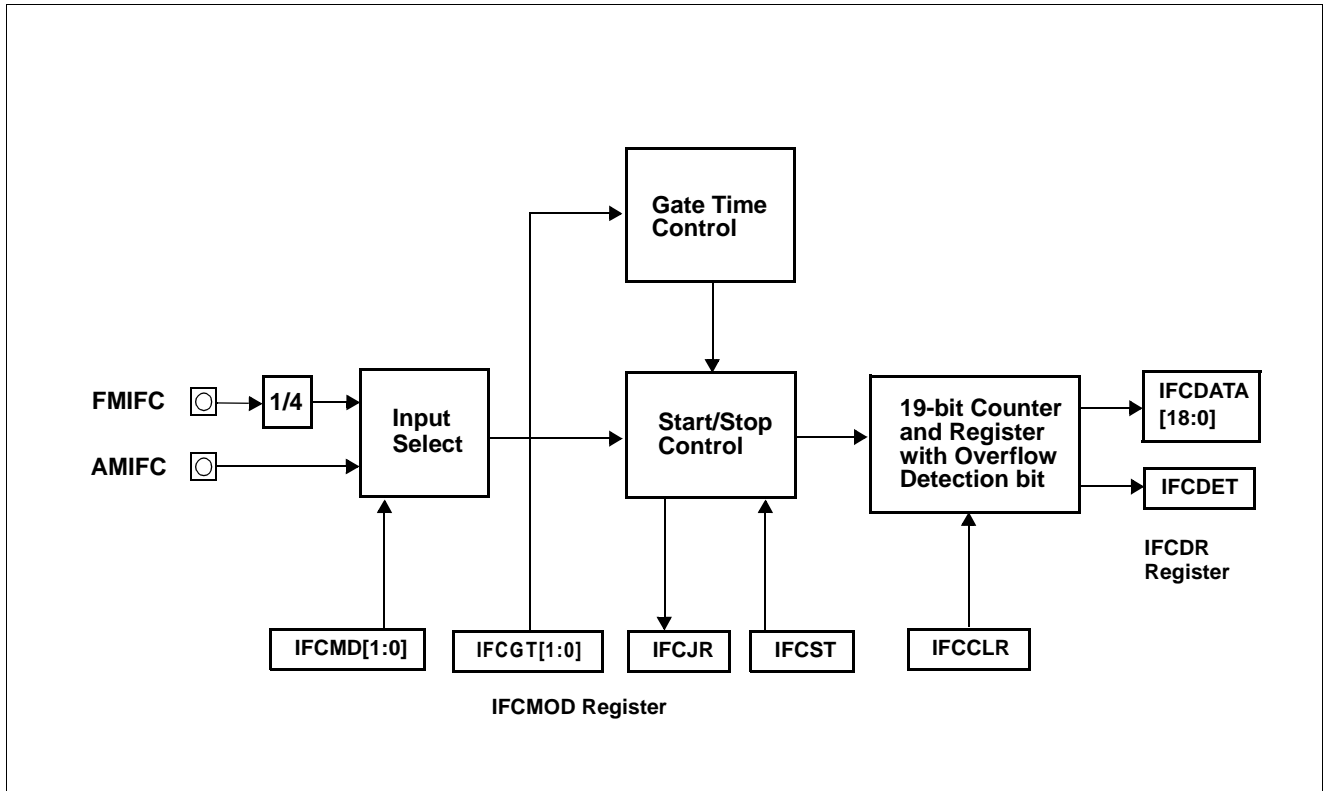 Gate Time
Control
FMIFC
1/4
AMIFC
Input
Select
Start/Stop
Control
19-bit Counter
and Register
with Overflow
Detection bit
IFCDATA
[18:0]
IFCDET
IFCDR
Register
IFCMD[1:0]
IFCGT[1:0]
IFCJR
IFCST
IFCCLR
IFCMOD Register